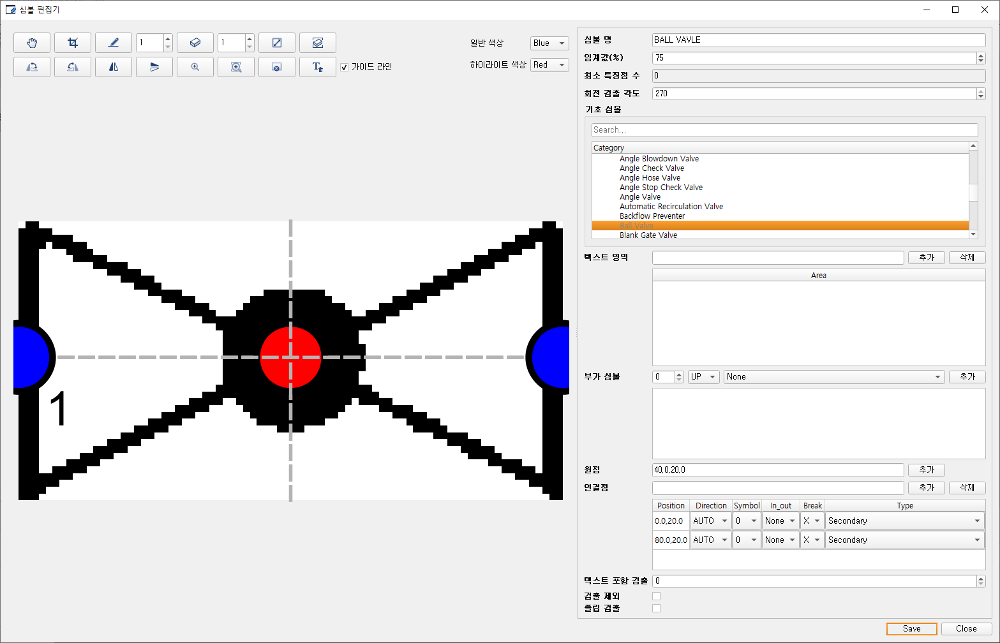 심볼 편집기
1
1
일반 색상
Blue
가이드 라인
하이라이트 색상
Red
1
심볼 명
BALL VAVLE
임계값(%)
75
최소 특징점 수
0
회전 검출 각도
270
기초 심볼
Search...
Category
Angle Blowdown Valve
Angle Check Valve
Angle Hose Valve
Angle Stop Check Valve
Angle Valve
Automatic Recirculation Valve
Backflow Preventer
Ball Valve
Blank Gate Valve
텍스트 영역
추가
삭제
Area
부가 심볼
0
UP
None
추가
원점
40,0,20,0
추가
연결점
추가
삭제
Position Direction Symbol In_out Break Type
0.0,20.0 AUTO 0 None X Secondary
80.0,20.0 AUTO 0 None X Secondary
텍스트 포함 검출
0
검출 제외
플립 검출
Save
Close